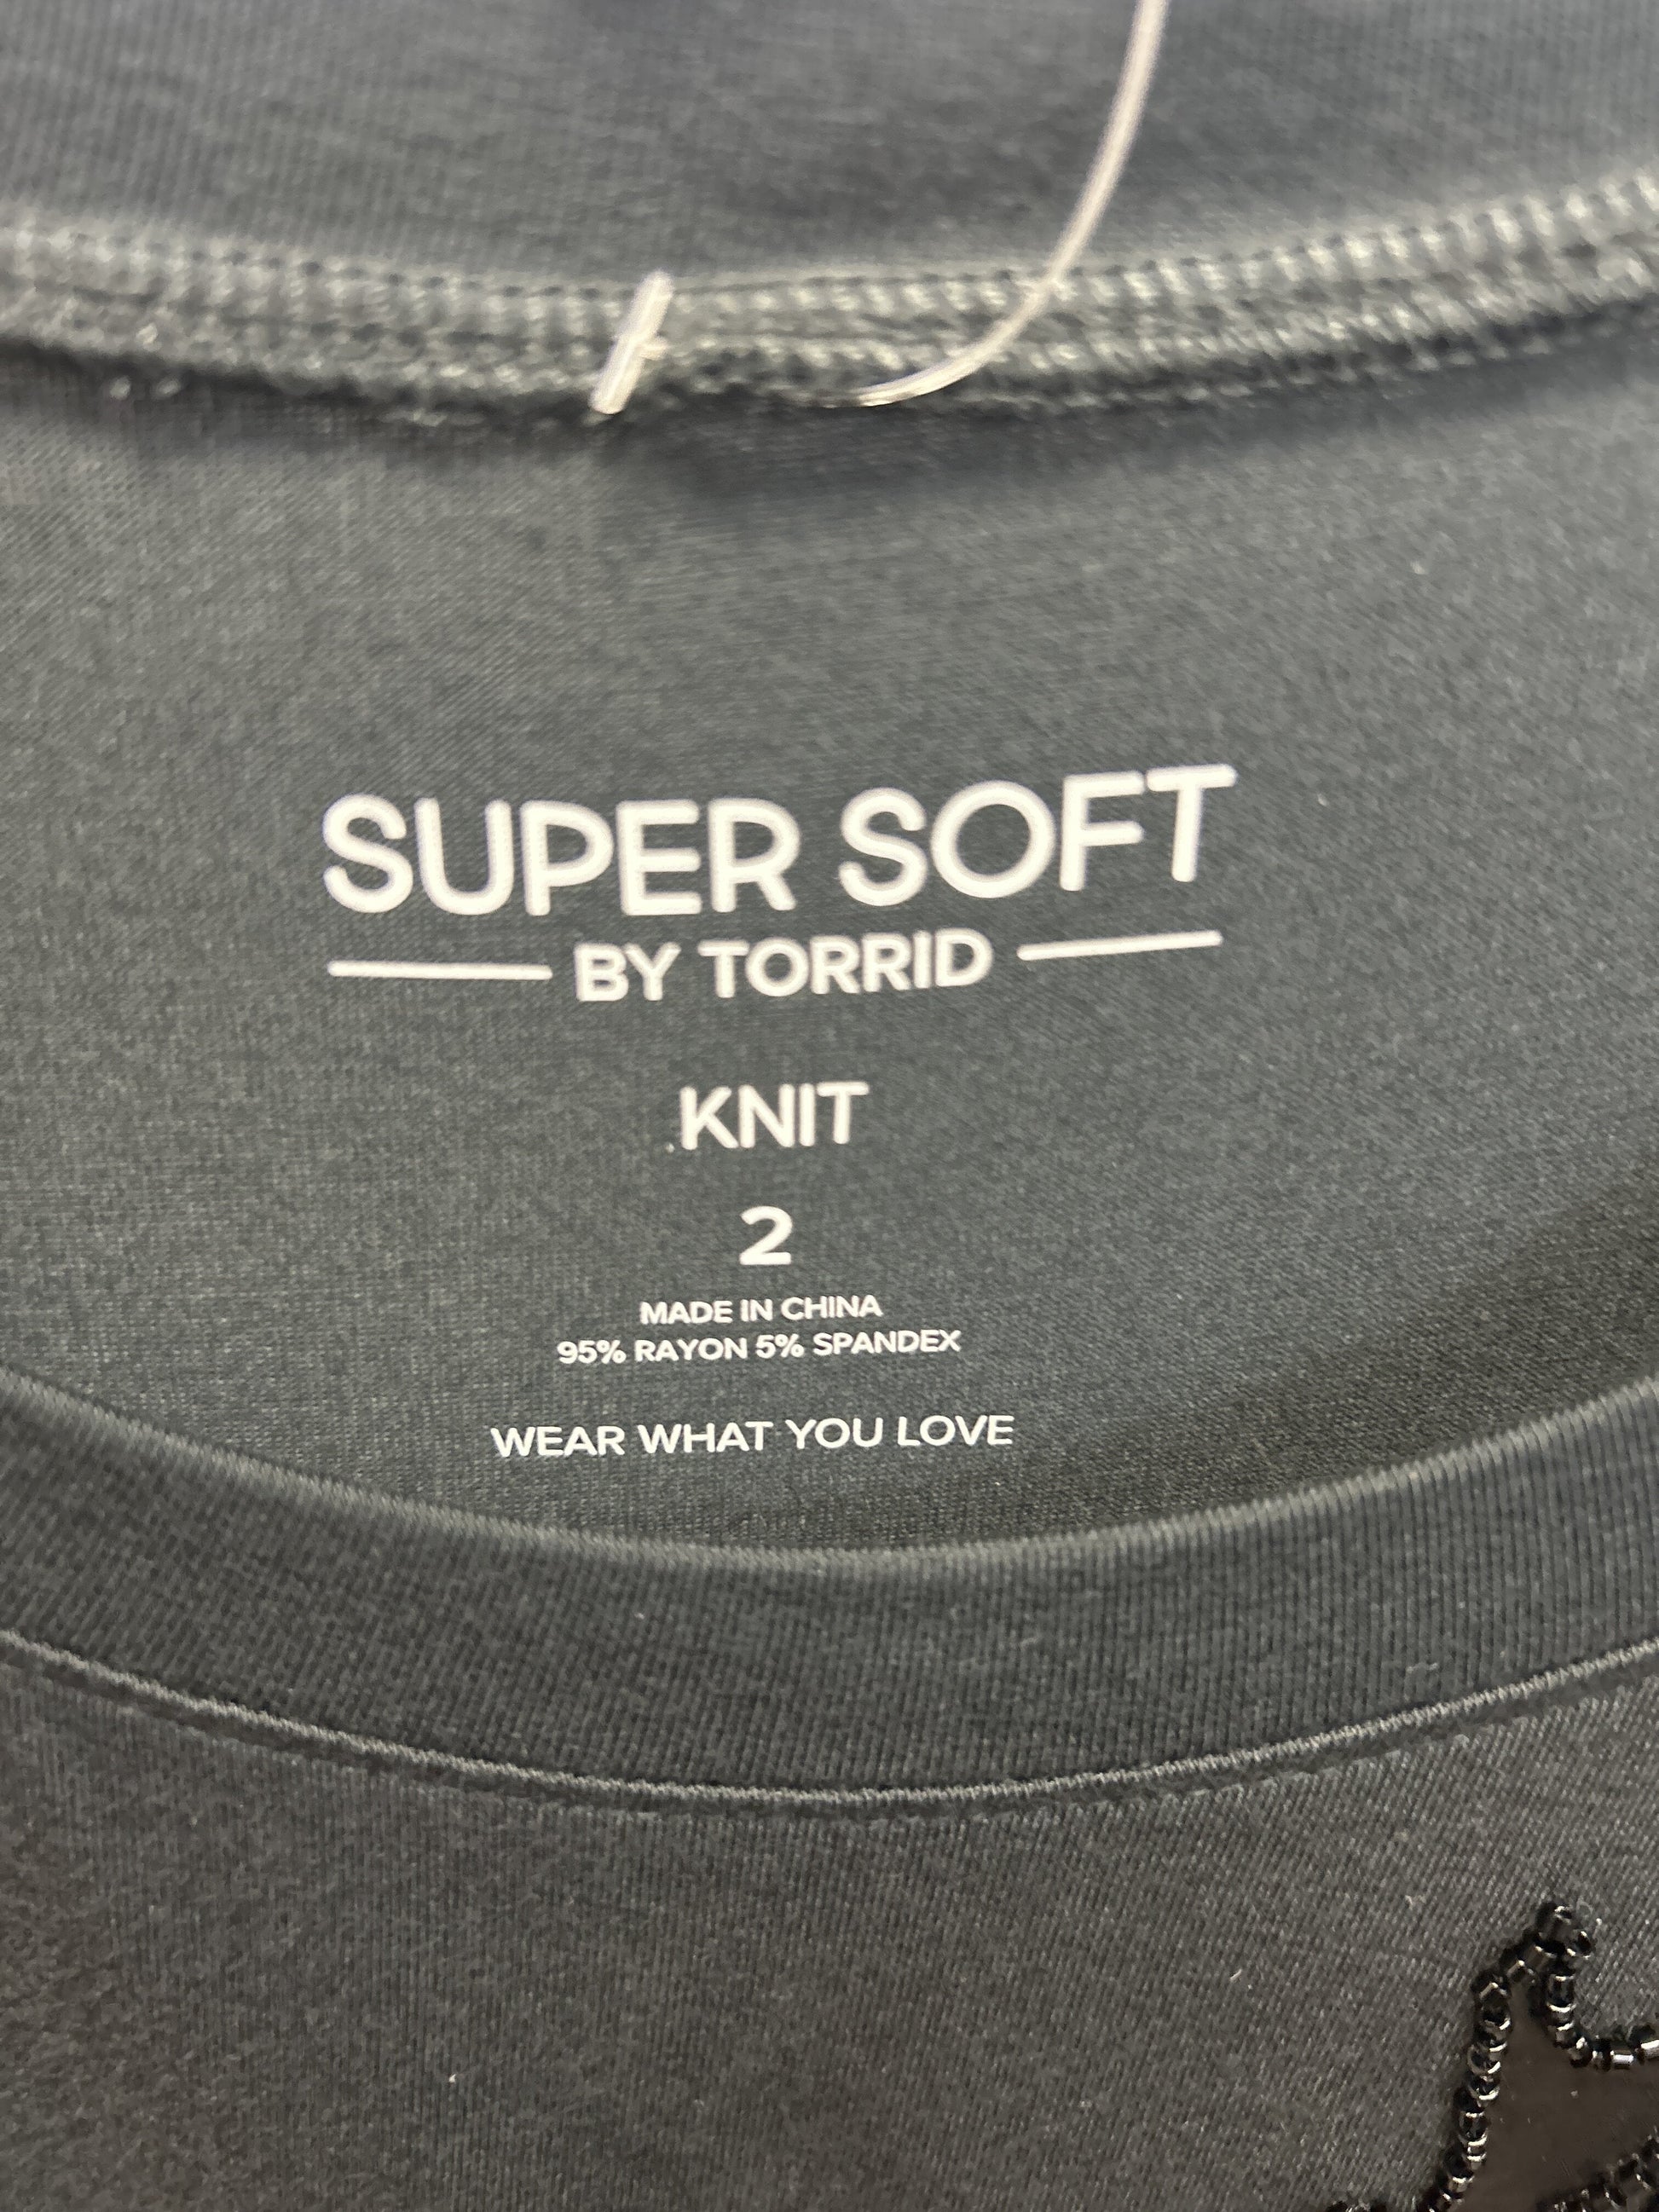 SUPER SOFT
BY TORRID
KNIT
2
MADE IN CHINA
95% RAYON 5% SPANDEX
WEAR WHAT YOU LOVE